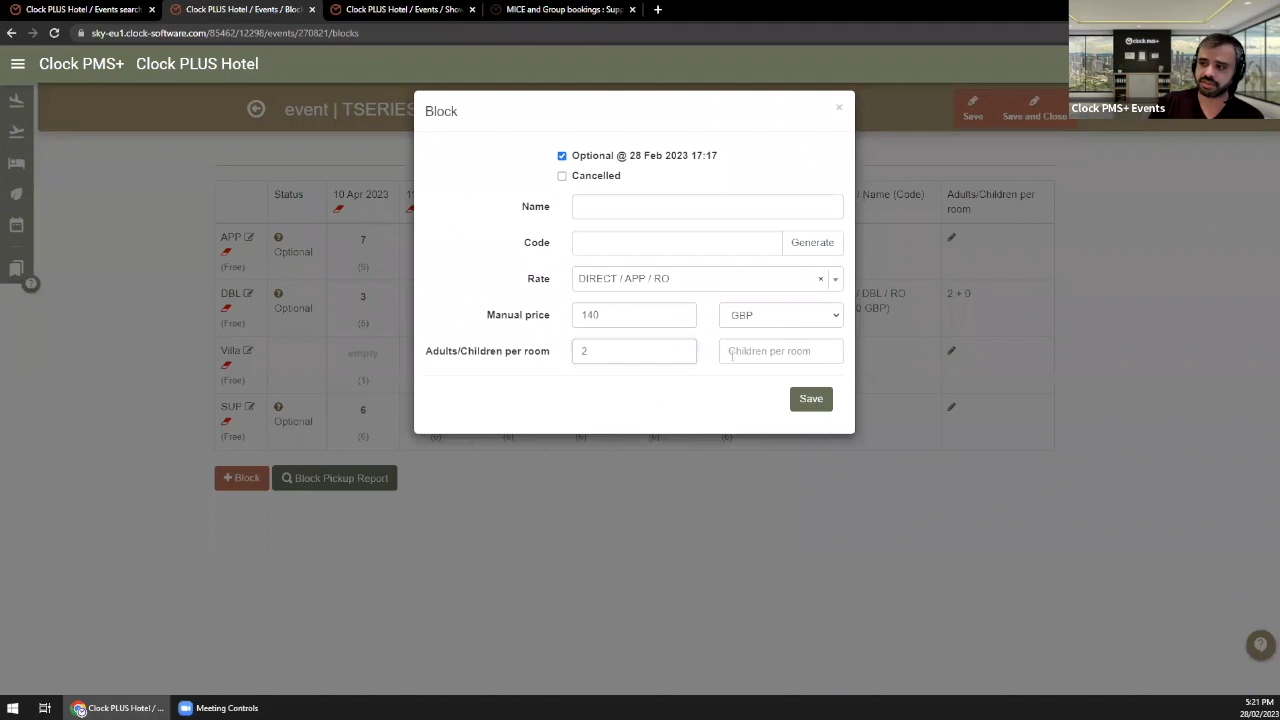 Clock PLUS Hotel / Events search
Clock PLUS Hotel / Events / Block
Clock PLUS Hotel / Events / Show
MICE and Group bookings : Supp
sky-eu1.clock-software.com/85462/12298/events/270821/blocks
Clock PMS+ Clock PLUS Hotel
clock pms+
Clock PMS+ Events
event | TSERIES
Save
Save and Close
Block
Optional @ 28 Feb 2023 17:17
Cancelled
Name
Code
Generate
Rate
DIRECT / APP / RO
Manual price
140
GBP
Adults/Children per room
2
Children per room
Save
Status
10 Apr 2023
/ Name (Code)
Adults/Children per room
APP
(Free)
Optional
7
(9)
DBL
(Free)
Optional
3
(6)
/ DBL / RO
GBP)
2 + 0
Villa
(Free)
empty
(1)
SUP
(Free)
Optional
6
(6)
+ Block
Block Pickup Report
Clock PLUS Hotel / ...
Meeting Controls
5:21 PM
28/02/2023